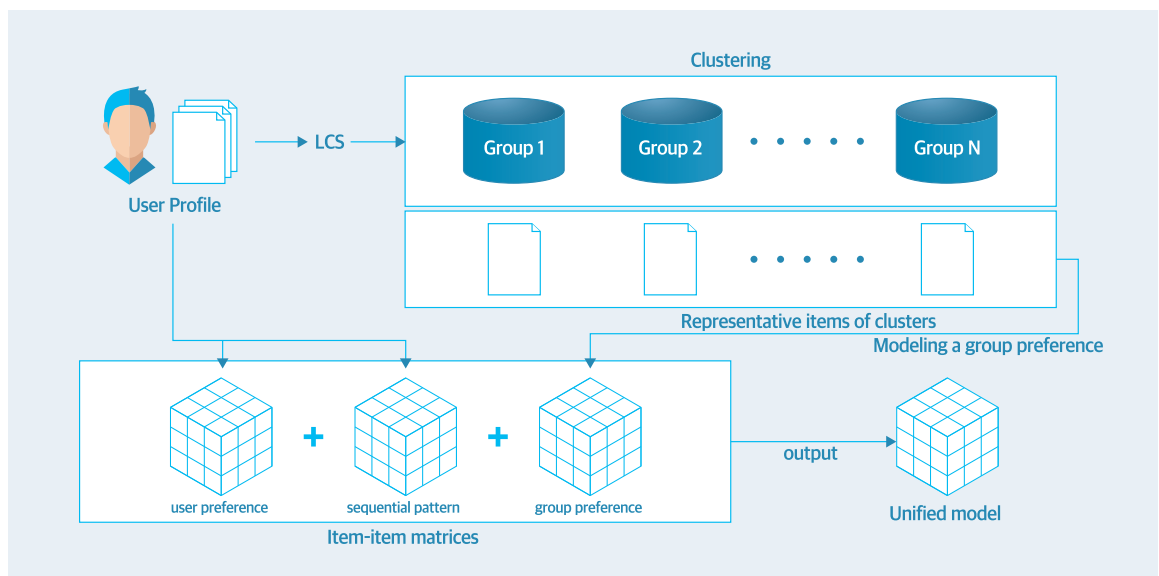 Clustering
Group 1
Group 2
Group N
LCS
User Profile
Representative items of clusters
Modeling a group preference
user preference
sequential pattern
group preference
output
Unified model
Item-item matrices